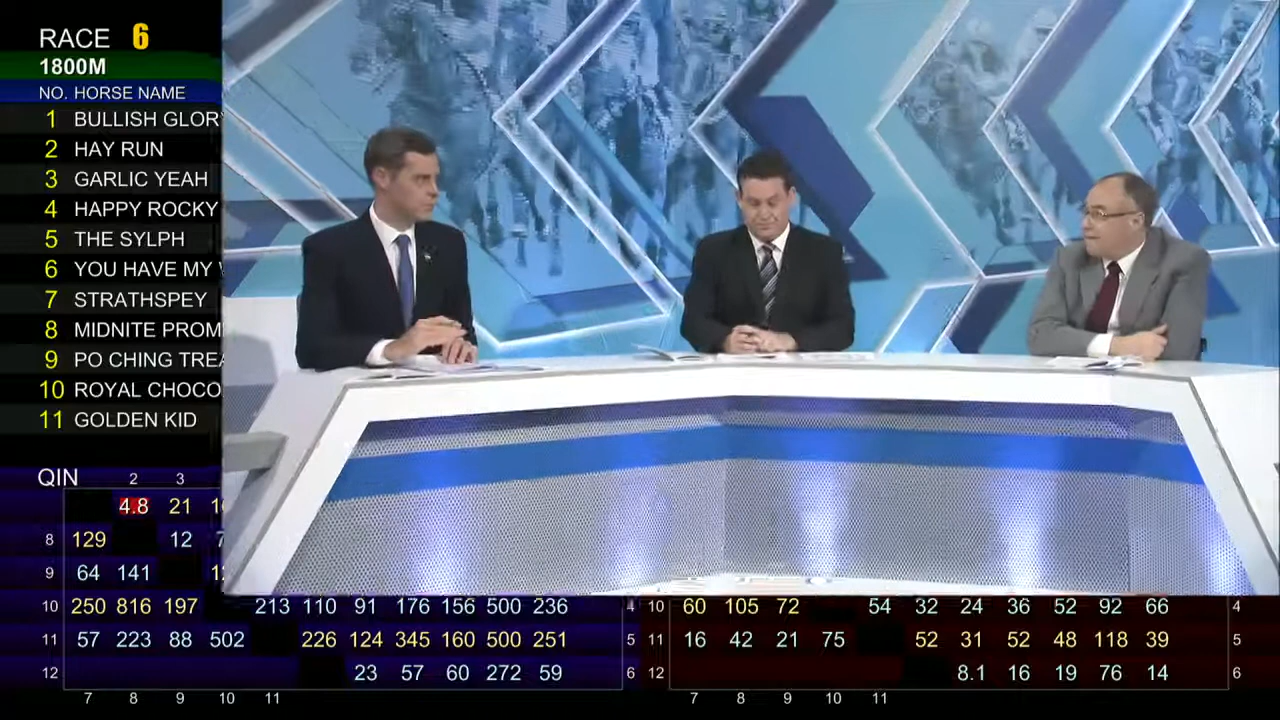 RACE 6
1800M
NO. HORSE NAME
1 BULLISH GLORY
2 HAY RUN
3 GARLIC YEAH
4 HAPPY ROCKY
5 THE SYLPH
6 YOU HAVE MY
7 STRATHSPEY
8 MIDNITE PROM
9 PO CHING TREA
10 ROYAL CHOCO
11 GOLDEN KID
QIN 2 3
4.8 21
8 129 12
9 64 141
10 250 816 197 213 110 91 176 156 500 236 4 10 60 105 72 54 32 24 36 52 92 66 4
11 57 223 88 502 226 124 345 160 500 251 5 11 16 42 21 75 52 31 52 48 118 39 5
12 23 57 60 272 59 6 12 8.1 16 19 76 14 6
7 8 9 10 11 7 8 9 10 11